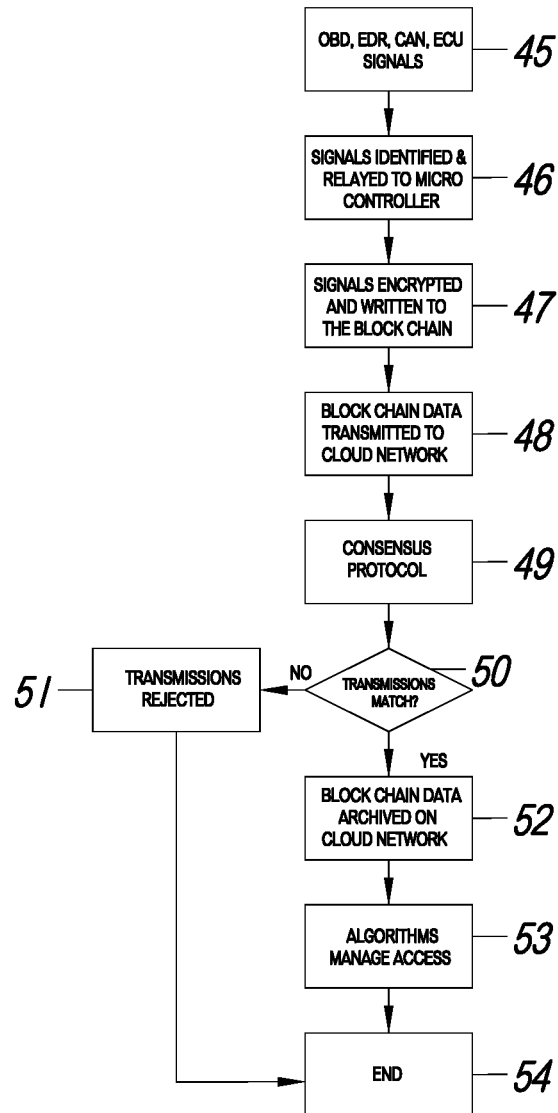 OBD, EDR, CAN, ECU
SIGNALS
45
SIGNALS IDENTIFIED &
RELAYED TO MICRO
CONTROLLER
46
SIGNALS ENCRYPTED
AND WRITTEN TO
THE BLOCK CHAIN
47
BLOCK CHAIN DATA
TRANSMITTED TO
CLOUD NETWORK
48
CONSENSUS
PROTOCOL
49
TRANSMISSIONS
MATCH?
50
NO
TRANSMISSIONS
REJECTED
51
YES
BLOCK CHAIN DATA
ARCHIVED ON
CLOUD NETWORK
52
ALGORITHMS
MANAGE ACCESS
53
END
54